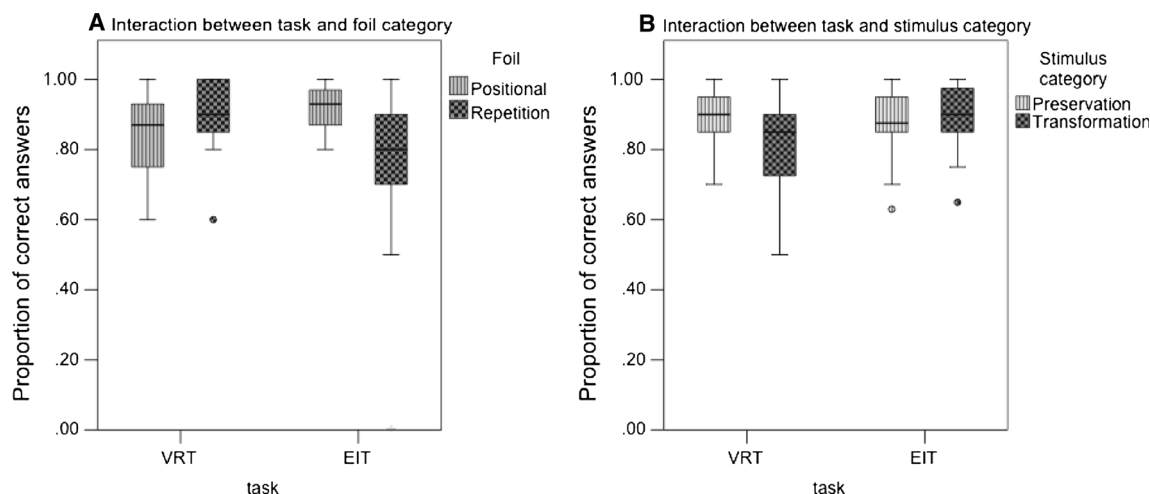 A Interaction between task and foil category
Proportion of correct answers
1.00
.80
.60
.40
.20
.00
VRT
EIT
task
Foil
Positional
Repetition
B Interaction between task and stimulus category
Proportion of correct answers
1.00
.80
.60
.40
.20
.00
VRT
EIT
task
Stimulus
category
Preservation
Transformation